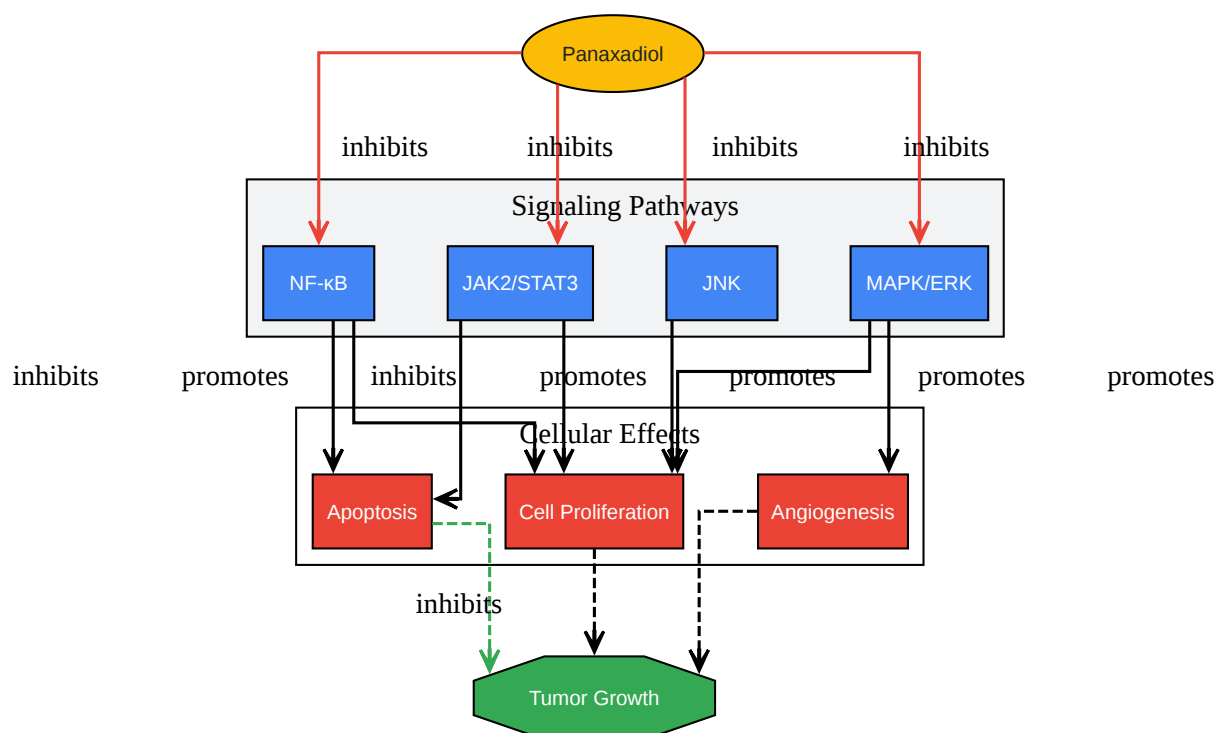 Panaxadiol
inhibits inhibits inhibits inhibits
Signaling Pathways
NF-κB JAK2/STAT3 JNK MAPK/ERK
inhibits promotes inhibits promotes promotes promotes promotes
Cellular Effects
Apoptosis Cell Proliferation Angiogenesis
inhibits
Tumor Growth